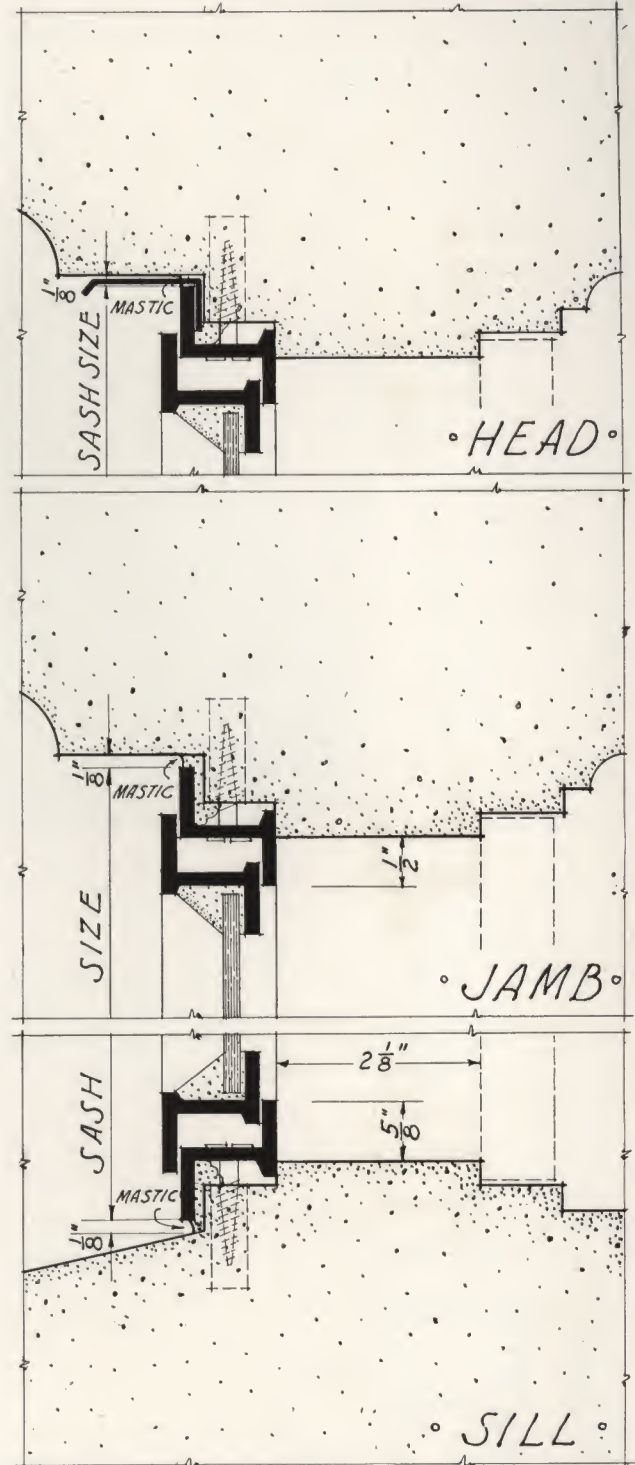 1/8"
MASTIC
SASH SIZE
• HEAD •
1/8"
MASTIC
1/2"
SIZE
• JAMB •
2 1/8"
SASH
5/8
MASTIC
1/8"
• SILL •